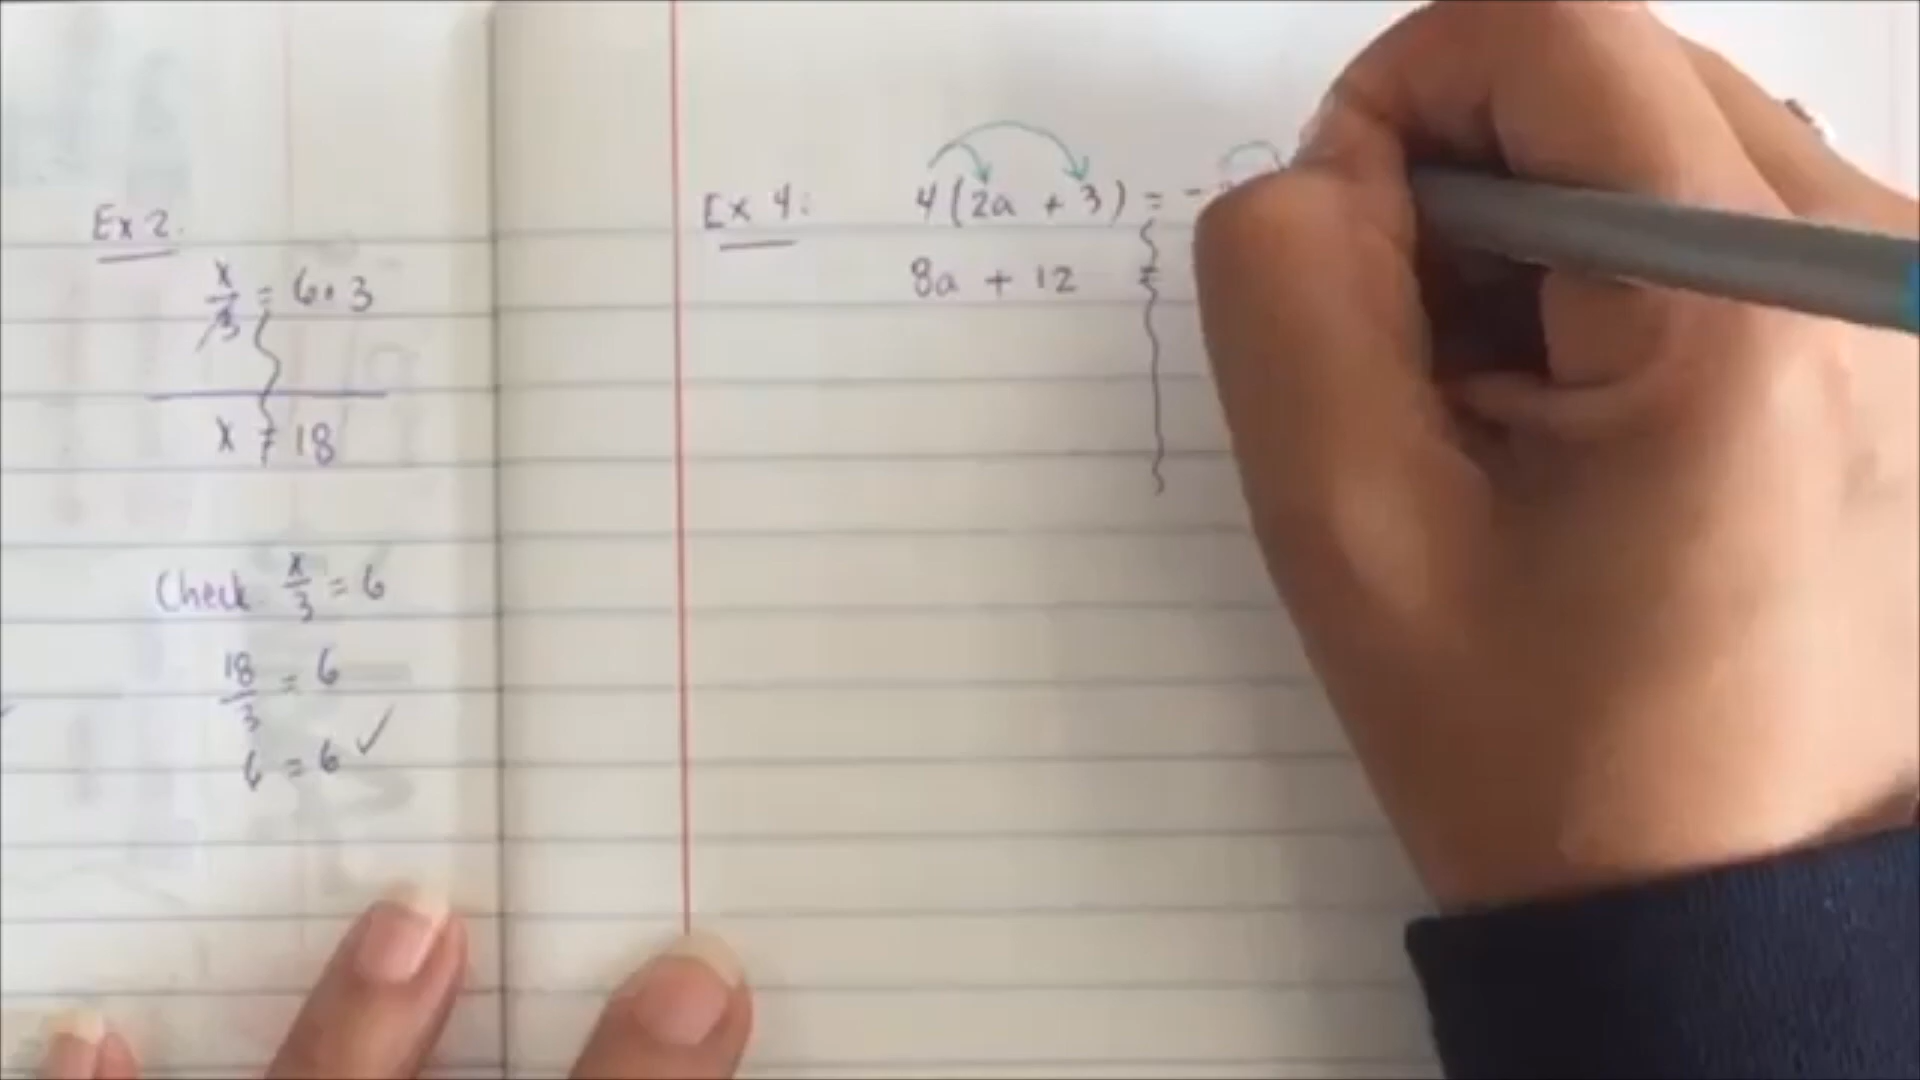 Ex 2.
x/3 = 6 • 3
x = 18
Check x/3 = 6
18/3 = 6
6 = 6 ✓
Ex 4:
4(2a + 3) = -
8a + 12 =